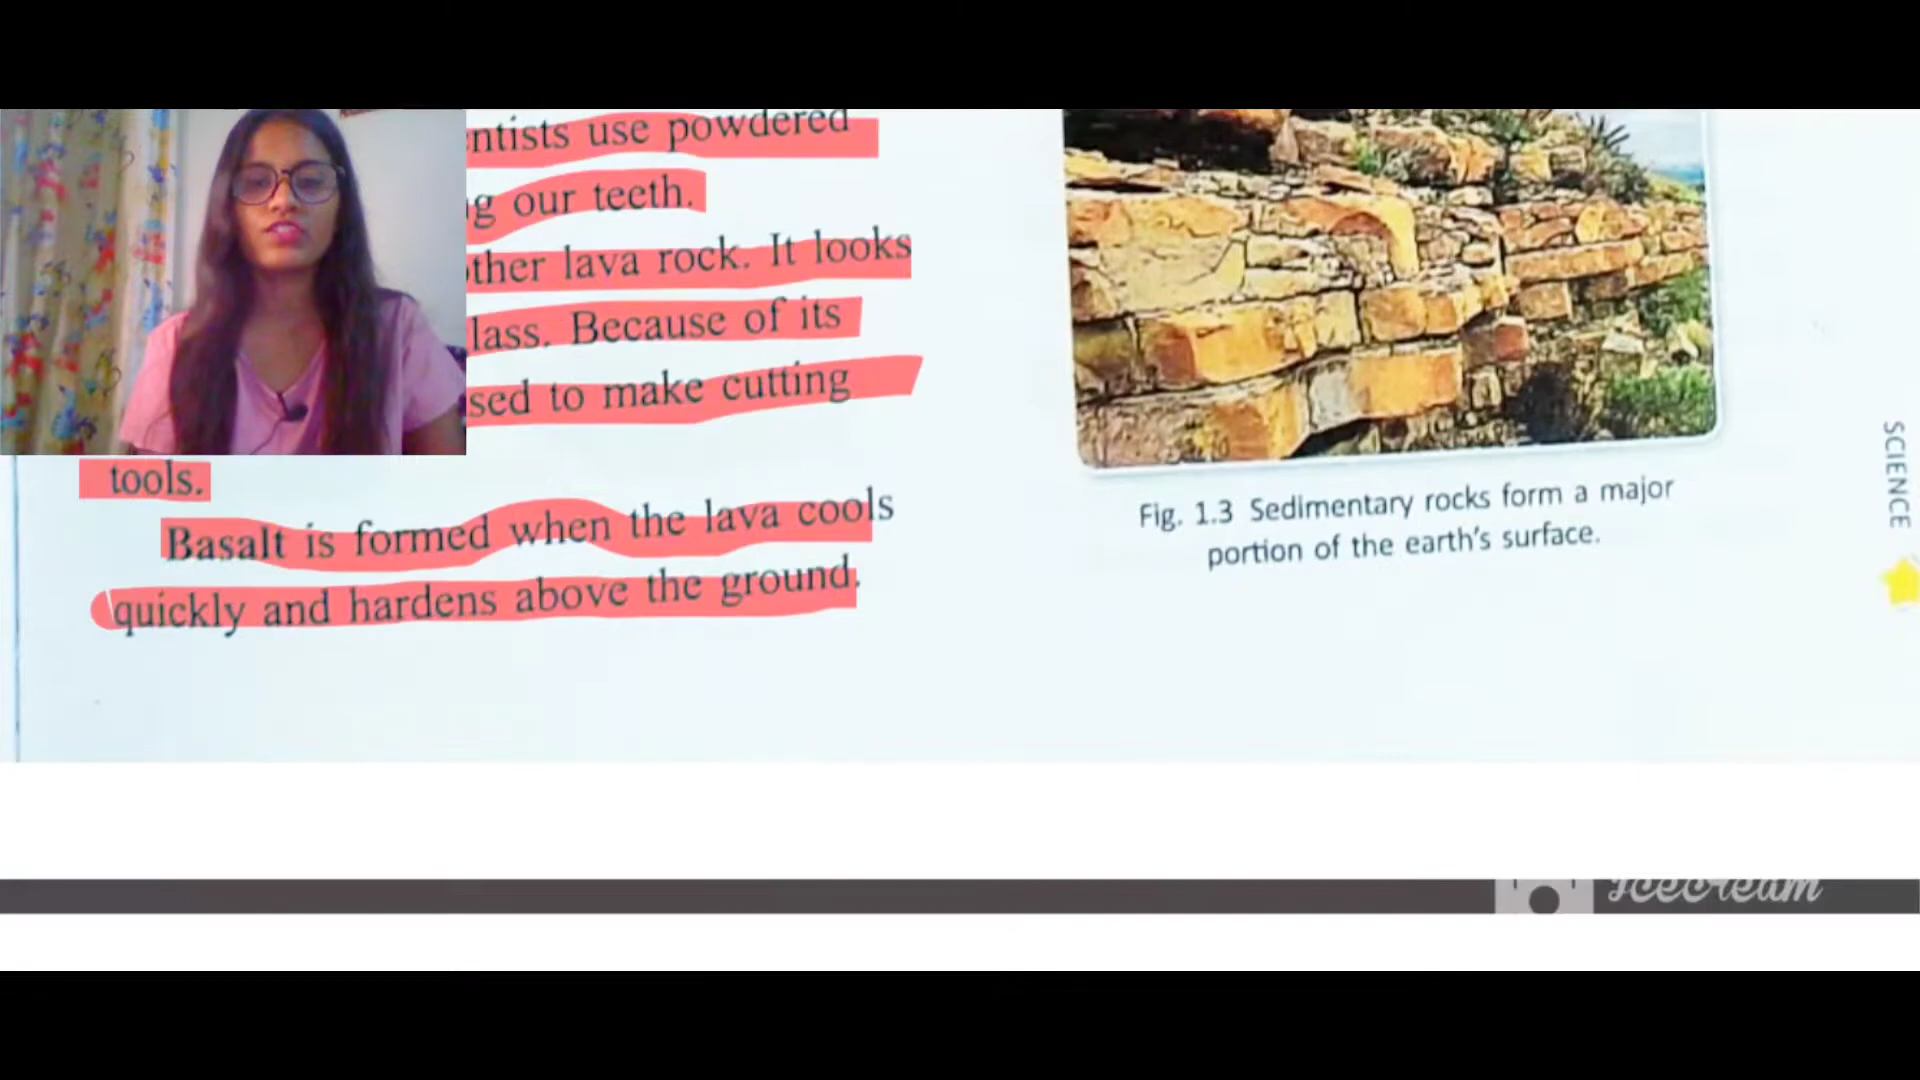 entists use powdered
g our teeth.
ther lava rock. It looks
lass. Because of its
sed to make cutting
tools.
Basalt is formed when the lava cools
quickly and hardens above the ground.
Fig. 1.3 Sedimentary rocks form a major
portion of the earth's surface.
SCIENCE
Icecream